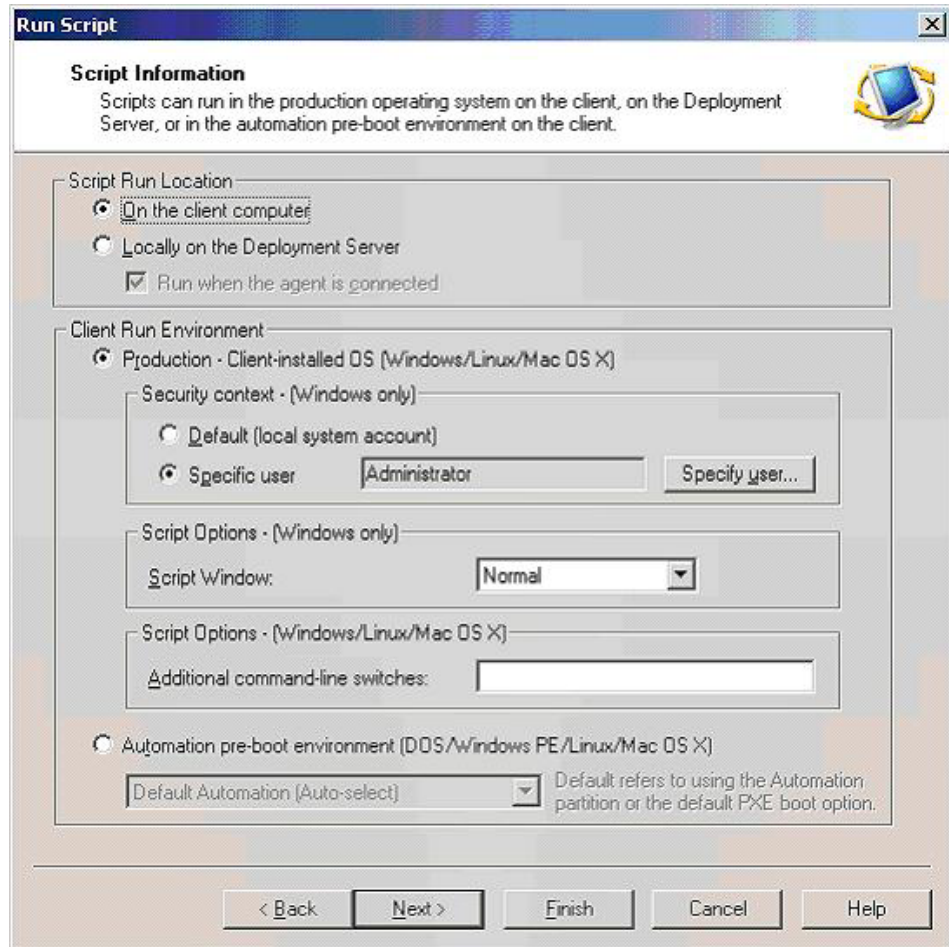 Run Script
Script Information
Scripts can run in the production operating system on the client, on the Deployment
Server, or in the automation pre-boot environment on the client.
Script Run Location
On the client computer
Locally on the Deployment Server
Run when the agent is connected
Client Run Environment
Production - Client-installed OS (Windows/Linux/Mac OS X)
Security context - (Windows only)
Default (local system account)
Specific user Administrator Specify user...
Script Options - (Windows only)
Script Window: Normal
Script Options - (Windows/Linux/Mac OS X)
Additional command-line switches:
Automation pre-boot environment (DOS/Windows PE/Linux/Mac OS X)
Default Automation (Auto-select) Default refers to using the Automation
partition or the default PXE boot option.
< Back Next > Finish Cancel Help